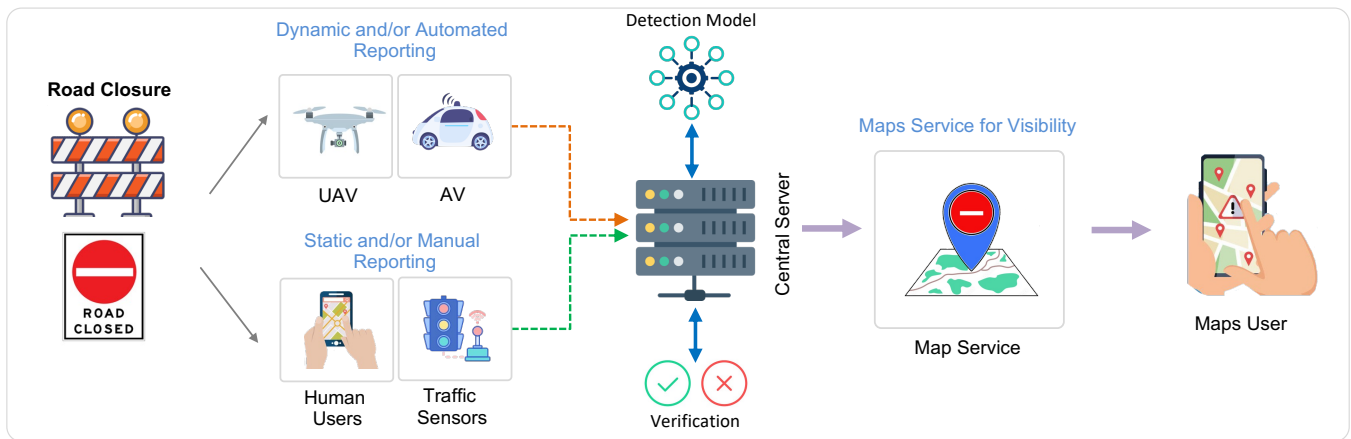 Road Closure
ROAD
CLOSED
Dynamic and/or Automated
Reporting
UAV
AV
Static and/or Manual
Reporting
Human
Users
Traffic
Sensors
Detection Model
Central Server
Verification
Maps Service for Visibility
Map Service
Maps User